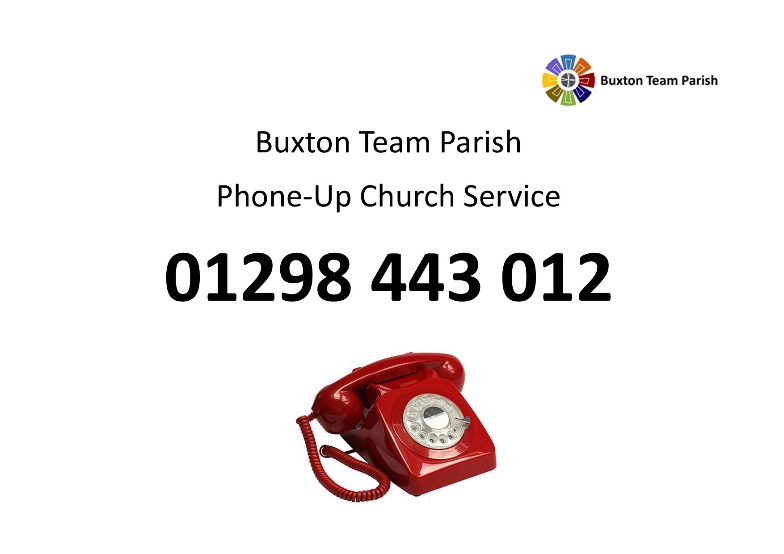 Buxton Team Parish
Buxton Team Parish
Phone-Up Church Service
01298 443 012